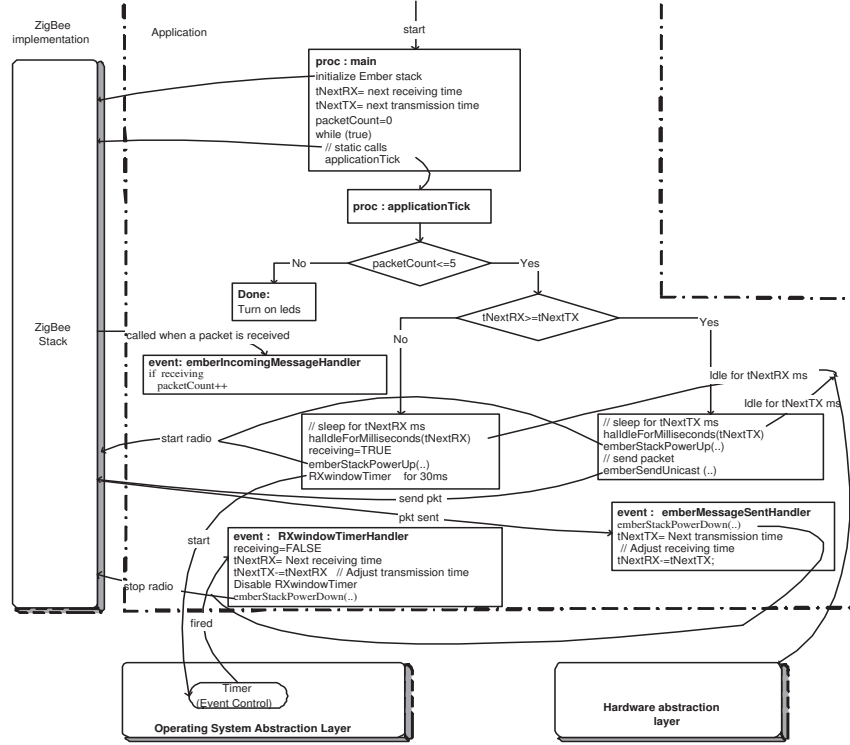 ZigBee
implementation
Application
start
proc : main
initialize Ember stack
tNextRX= next receiving time
tNextTX= next transmission time
packetCount=0
while (true)
// static calls
applicationTick
proc : applicationTick
packetCount<=5
No
Yes
Done:
Turn on leds
tNextRX>=tNextTX
No
Yes
ZigBee
Stack
called when a packet is received
event: emberIncomingMessageHandler
if receiving
packetCount++
Idle for tNextRX ms
Idle for tNextTX ms
// sleep for tNextRX ms
halIdleForMilliseconds(tNextRX)
receiving=TRUE
emberStackPowerUp(..)
RXwindowTimer for 30ms
// sleep for tNextTX ms
halIdleForMilliseconds(tNextTX)
emberStackPowerUp(..)
// send packet
emberSendUnicast (..)
start radio
send pkt
pkt sent
start
event : RXwindowTimerHandler
receiving=FALSE
tNextRX= Next receiving time
tNextTX-=tNextRX // Adjust transmission time
Disable RXwindowTimer
emberStackPowerDown(..)
event : emberMessageSentHandler
emberStackPowerDown(..)
tNextTX= Next transmission time
// Adjust receiving time
tNextRX-=tNextTX;
stop radio
fired
Timer
(Event Control)
Operating System Abstraction Layer
Hardware abstraction
layer